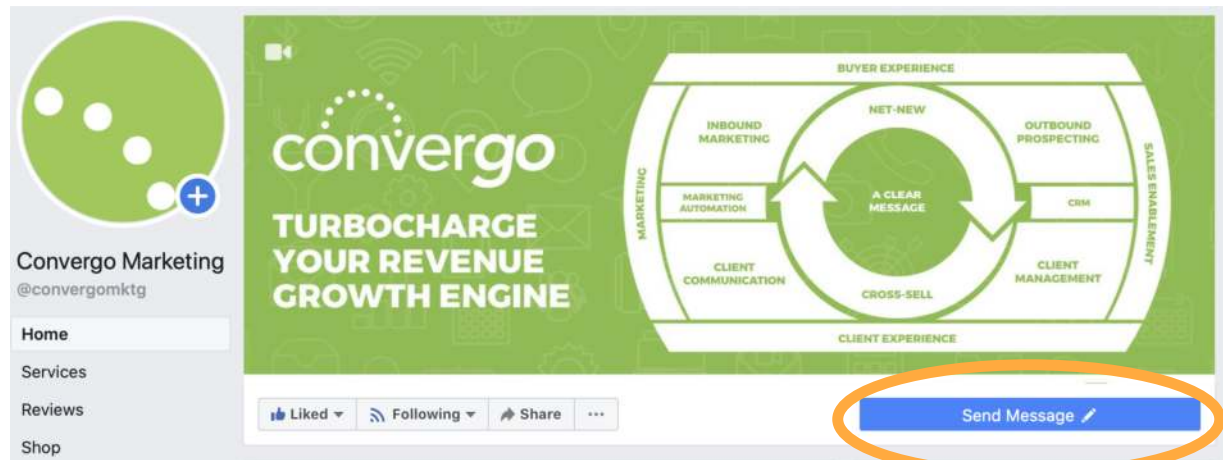 convergo
TURBOCHARGE
YOUR REVENUE
GROWTH ENGINE
BUYER EXPERIENCE
NET-NEW
INBOUND
MARKETING
OUTBOUND
PROSPECTING
MARKETING
MARKETING
AUTOMATION
A CLEAR
MESSAGE
CRM
SALES ENABLEMENT
CLIENT
COMMUNICATION
CLIENT
MANAGEMENT
CROSS-SELL
CLIENT EXPERIENCE
Convergo Marketing
@convergomktg
Home
Services
Reviews
Shop
Liked
Following
Share
...
Send Message